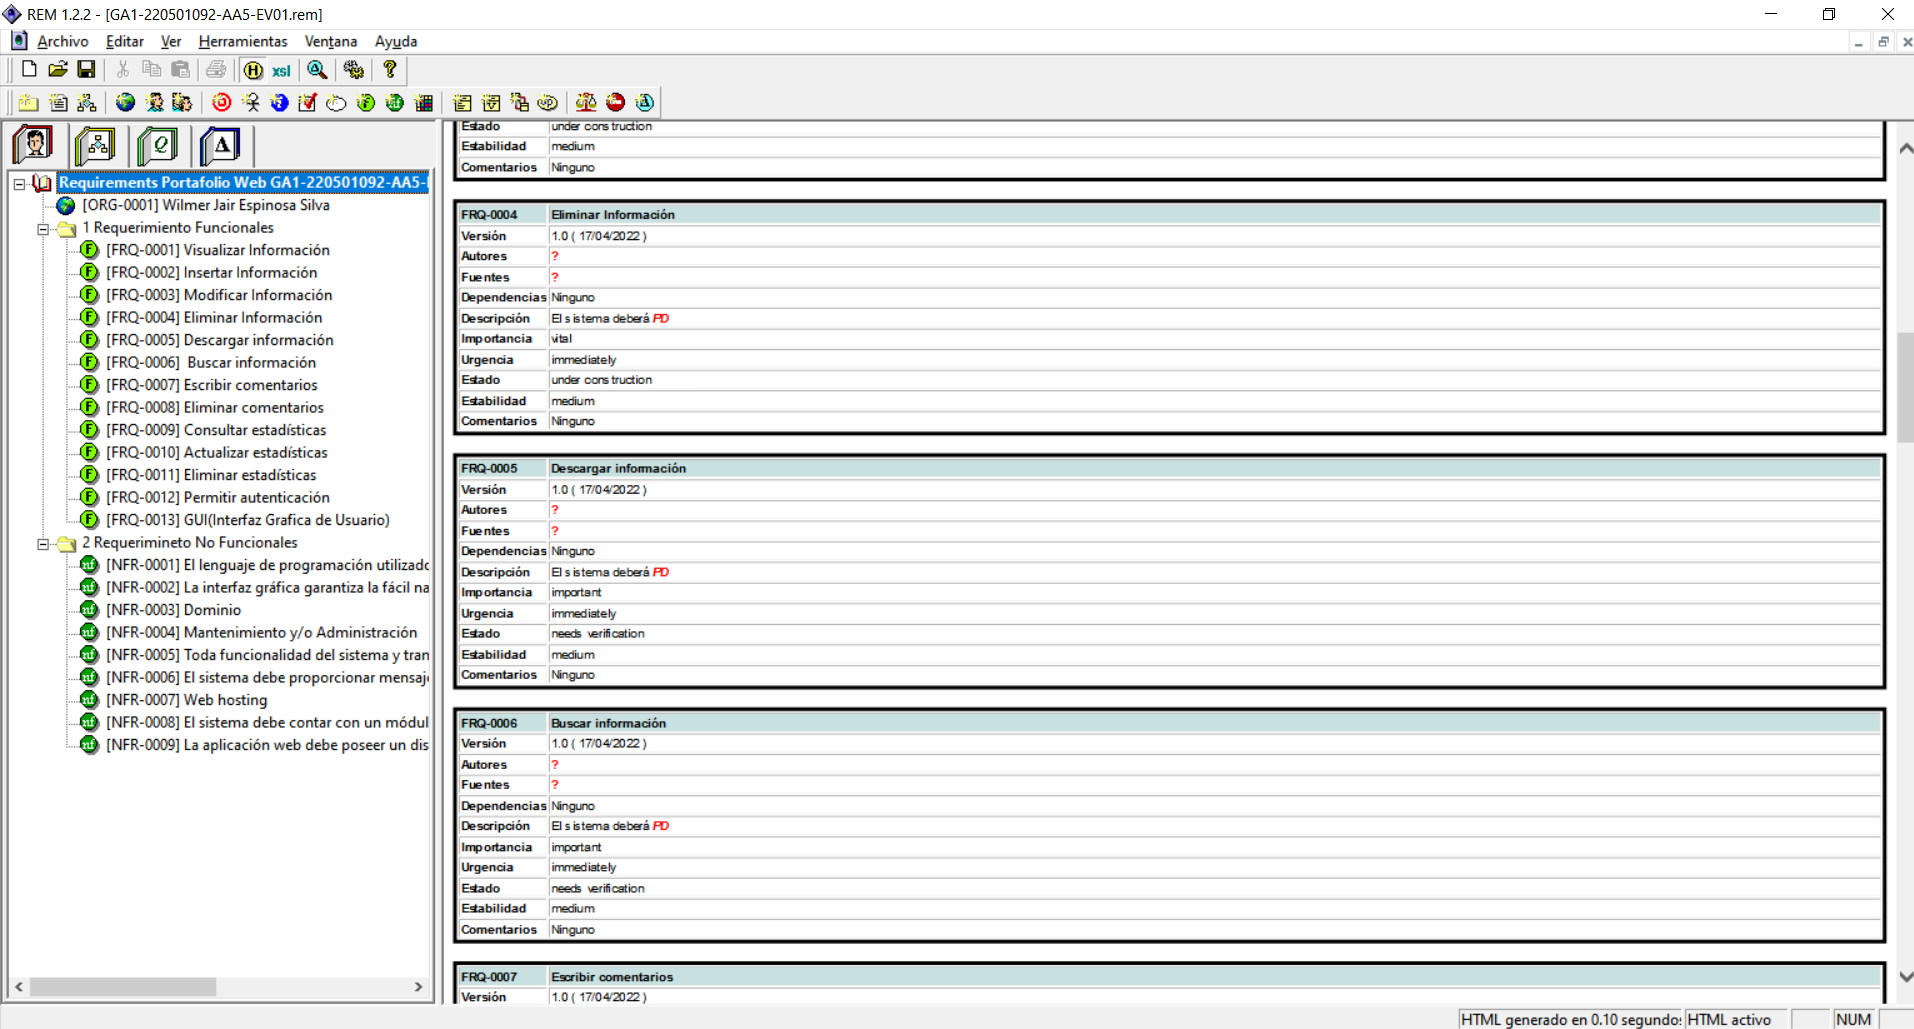 REM 1.2.2 - [GA1-220501092-AA5-EV01.rem]
Archivo Editar Ver Herramientas Ventana Ayuda
H xsl
Requirements Portafolio Web GA1-220501092-AA5-
[ORG-0001] Wilmer Jair Espinosa Silva
1 Requerimiento Funcionales
[FRQ-0001] Visualizar Información
[FRQ-0002] Insertar Información
[FRQ-0003] Modificar Información
[FRQ-0004] Eliminar Información
[FRQ-0005] Descargar información
[FRQ-0006] Buscar información
[FRQ-0007] Escribir comentarios
[FRQ-0008] Eliminar comentarios
[FRQ-0009] Consultar estadísticas
[FRQ-0010] Actualizar estadísticas
[FRQ-0011] Eliminar estadísticas
[FRQ-0012] Permitir autenticación
[FRQ-0013] GUI(Interfaz Grafica de Usuario)
2 Requerimineto No Funcionales
[NFR-0001] El lenguaje de programación utilizado
[NFR-0002] La interfaz gráfica garantiza la fácil na
[NFR-0003] Dominio
[NFR-0004] Mantenimiento y/o Administración
[NFR-0005] Toda funcionalidad del sistema y tran
[NFR-0006] El sistema debe proporcionar mensaje
[NFR-0007] Web hosting
[NFR-0008] El sistema debe contar con un módul
[NFR-0009] La aplicación web debe poseer un dis
Estado under construction
Estabilidad medium
Comentarios Ninguno
FRQ-0004 Eliminar Información
Versión 1.0 ( 17/04/2022 )
Autores ?
Fuentes ?
Dependencias Ninguno
Descripción El sistema deberá PD
Importancia vital
Urgencia immediately
Estado under construction
Estabilidad medium
Comentarios Ninguno
FRQ-0005 Descargar información
Versión 1.0 ( 17/04/2022 )
Autores ?
Fuentes ?
Dependencias Ninguno
Descripción El sistema deberá PD
Importancia important
Urgencia immediately
Estado needs verification
Estabilidad medium
Comentarios Ninguno
FRQ-0006 Buscar información
Versión 1.0 ( 17/04/2022 )
Autores ?
Fuentes ?
Dependencias Ninguno
Descripción El sistema deberá PD
Importancia important
Urgencia immediately
Estado needs verification
Estabilidad medium
Comentarios Ninguno
FRQ-0007 Escribir comentarios
Versión 1.0 ( 17/04/2022 )
HTML generado en 0.10 segundos HTML activo NUM